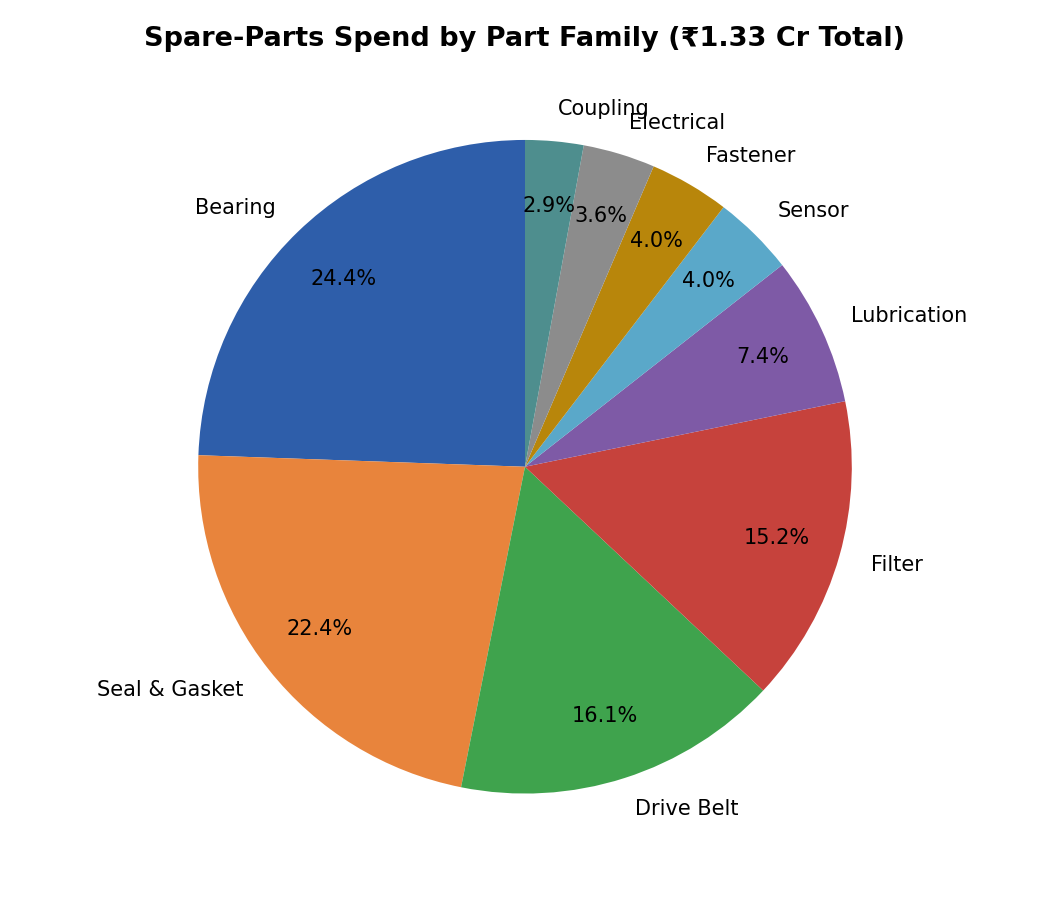 Spare-Parts Spend by Part Family (₹1.33 Cr Total)
Coupling
Electrical
Fastener
Sensor
Lubrication
Filter
Drive Belt
Seal & Gasket
Bearing
2.9%
3.6%
4.0%
4.0%
7.4%
15.2%
16.1%
22.4%
24.4%